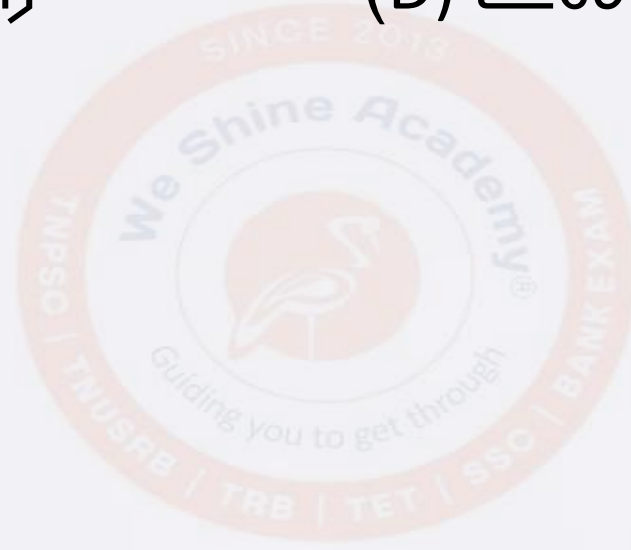 (D)
SINCE 2013
We Shine Academy®
Guiding you to get through
TNPSC | TNUSRB | TRB | TET | SSC | BANK EXAM